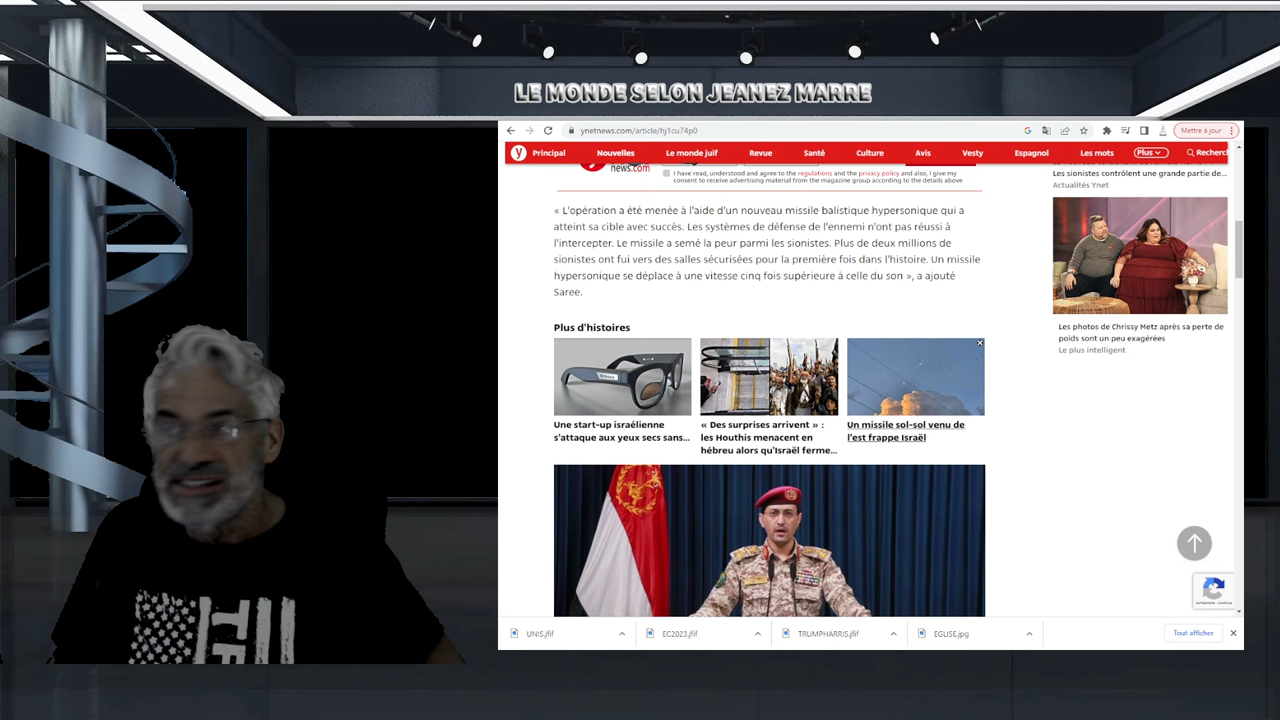 LE MONDE SELON JEANEZ MARRE
ynetnews.com/article/hj1cu74p0
Mettre à jour
Principal Nouvelles Le monde juif Revue Santé Culture Avis Vesty Espagnol Les mots Plus Recherch
news.com
I have read, understood and agree to the regulations and the privacy policy and also, I give my
consent to receive advertising material from the magazine group according to the details above
Les sionistes contrôlent une grande partie de...
Actualités Ynet
« L'opération a été menée à l'aide d'un nouveau missile balistique hypersonique qui a
atteint sa cible avec succès. Les systèmes de défense de l'ennemi n'ont pas réussi à
l'intercepter. Le missile a semé la peur parmi les sionistes. Plus de deux millions de
sionistes ont fui vers des salles sécurisées pour la première fois dans l'histoire. Un missile
hypersonique se déplace à une vitesse cinq fois supérieure à celle du son », a ajouté
Saree.
Les photos de Chrissy Metz après sa perte de
poids sont un peu exagérées
Le plus intelligent
Plus d'histoires
Une start-up israélienne
s'attaque aux yeux secs sans...
« Des surprises arrivent » :
les Houthis menacent en
hébreu alors qu'Israël ferme...
Un missile sol-sol venu de
l'est frappe Israël
UNIS.jfif
EC2023.jfif
TRUMPHARRIS.jfif
EGLISE.jpg
Tout afficher